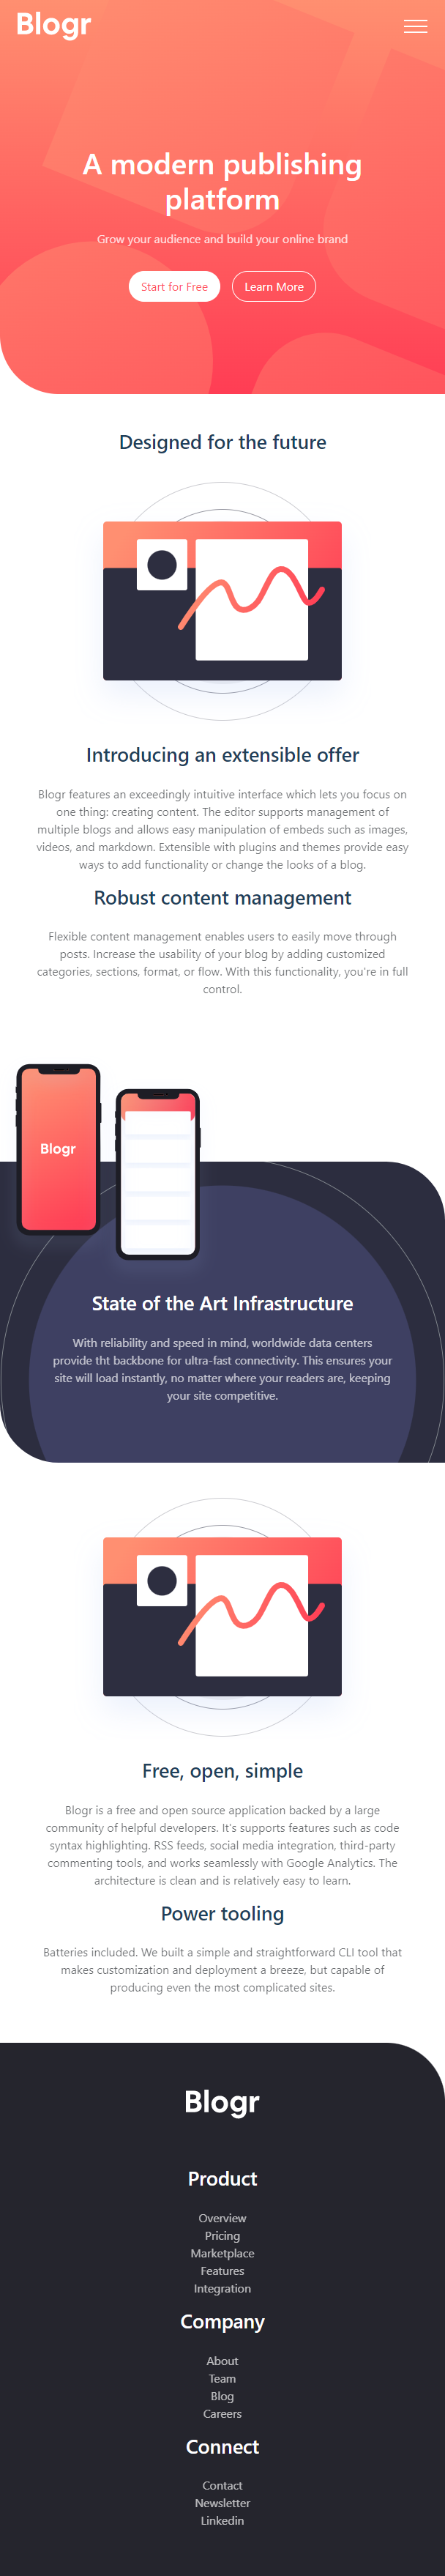 Blogr
A modern publishing
platform
Grow your audience and build your online brand
Start for Free
Learn More
Designed for the future
Introducing an extensible offer
Blogr features an exceedingly intuitive interface which lets you focus on
one thing: creating content. The editor supports management of
multiple blogs and allows easy manipulation of embeds such as images,
videos, and markdown. Extensible with plugins and themes provide easy
ways to add functionality or change the looks of a blog.
Robust content management
Flexible content management enables users to easily move through
posts. Increase the usability of your blog by adding customized
categories, sections, format, or flow. With this functionality, you're in full
control.
Blogr
State of the Art Infrastructure
With reliability and speed in mind, worldwide data centers
provide tht backbone for ultra-fast connectivity. This ensures your
site will load instantly, no matter where your readers are, keeping
your site competitive.
Free, open, simple
Blogr is a free and open source application backed by a large
community of helpful developers. It's supports features such as code
syntax highlighting. RSS feeds, social media integration, third-party
commenting tools, and works seamlessly with Google Analytics. The
architecture is clean and is relatively easy to learn.
Power tooling
Batteries included. We built a simple and straightforward CLI tool that
makes customization and deployment a breeze, but capable of
producing even the most complicated sites.
Blogr
Product
Overview
Pricing
Marketplace
Features
Integration
Company
About
Team
Blog
Careers
Connect
Contact
Newsletter
Linkedin